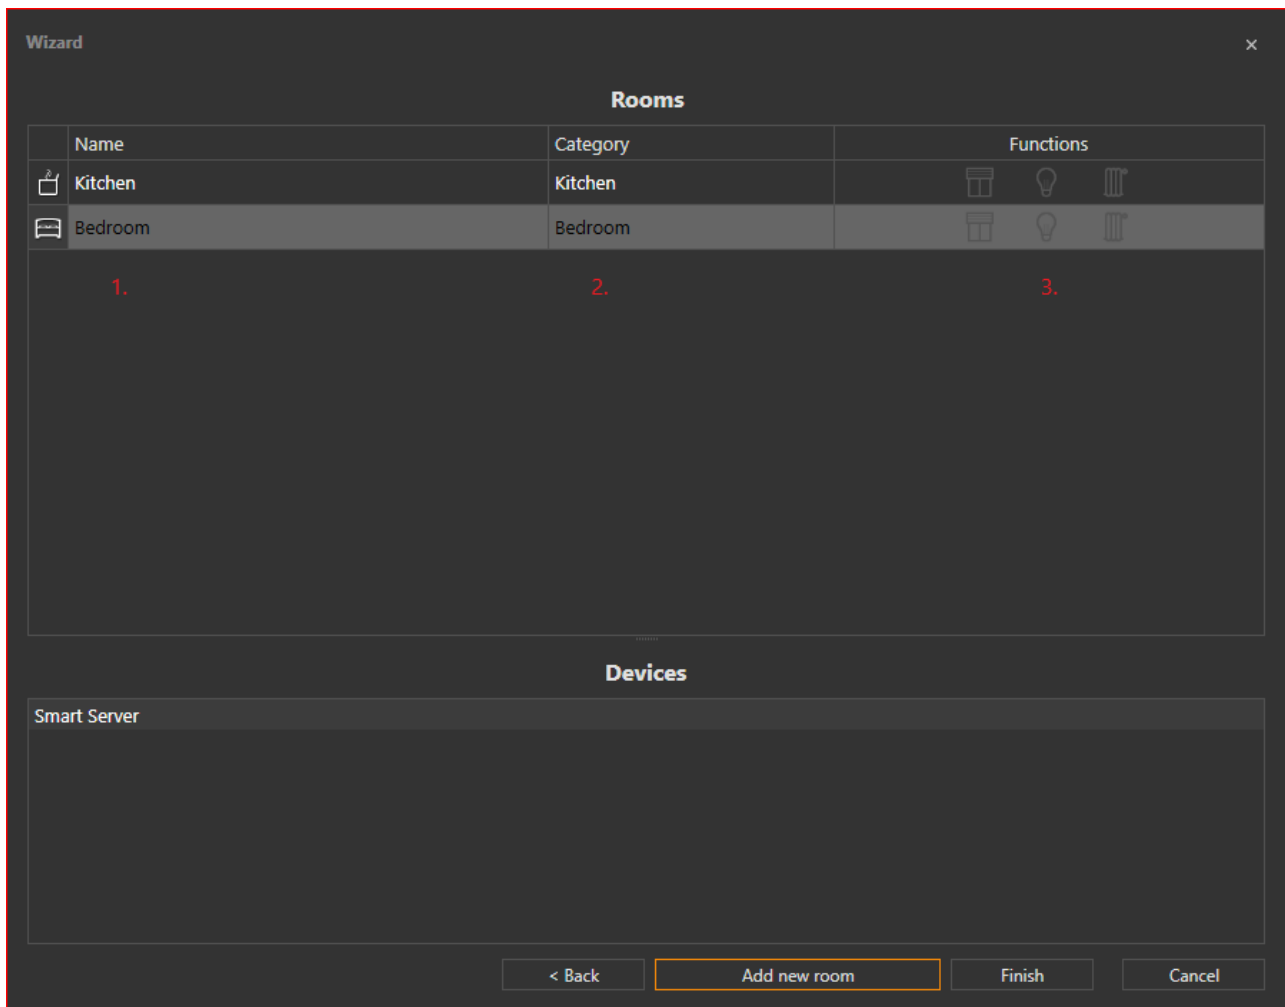 Wizard
Rooms
Name Category Functions
Kitchen Kitchen
Bedroom Bedroom
1. 2. 3.
Devices
Smart Server
< Back Add new room Finish Cancel